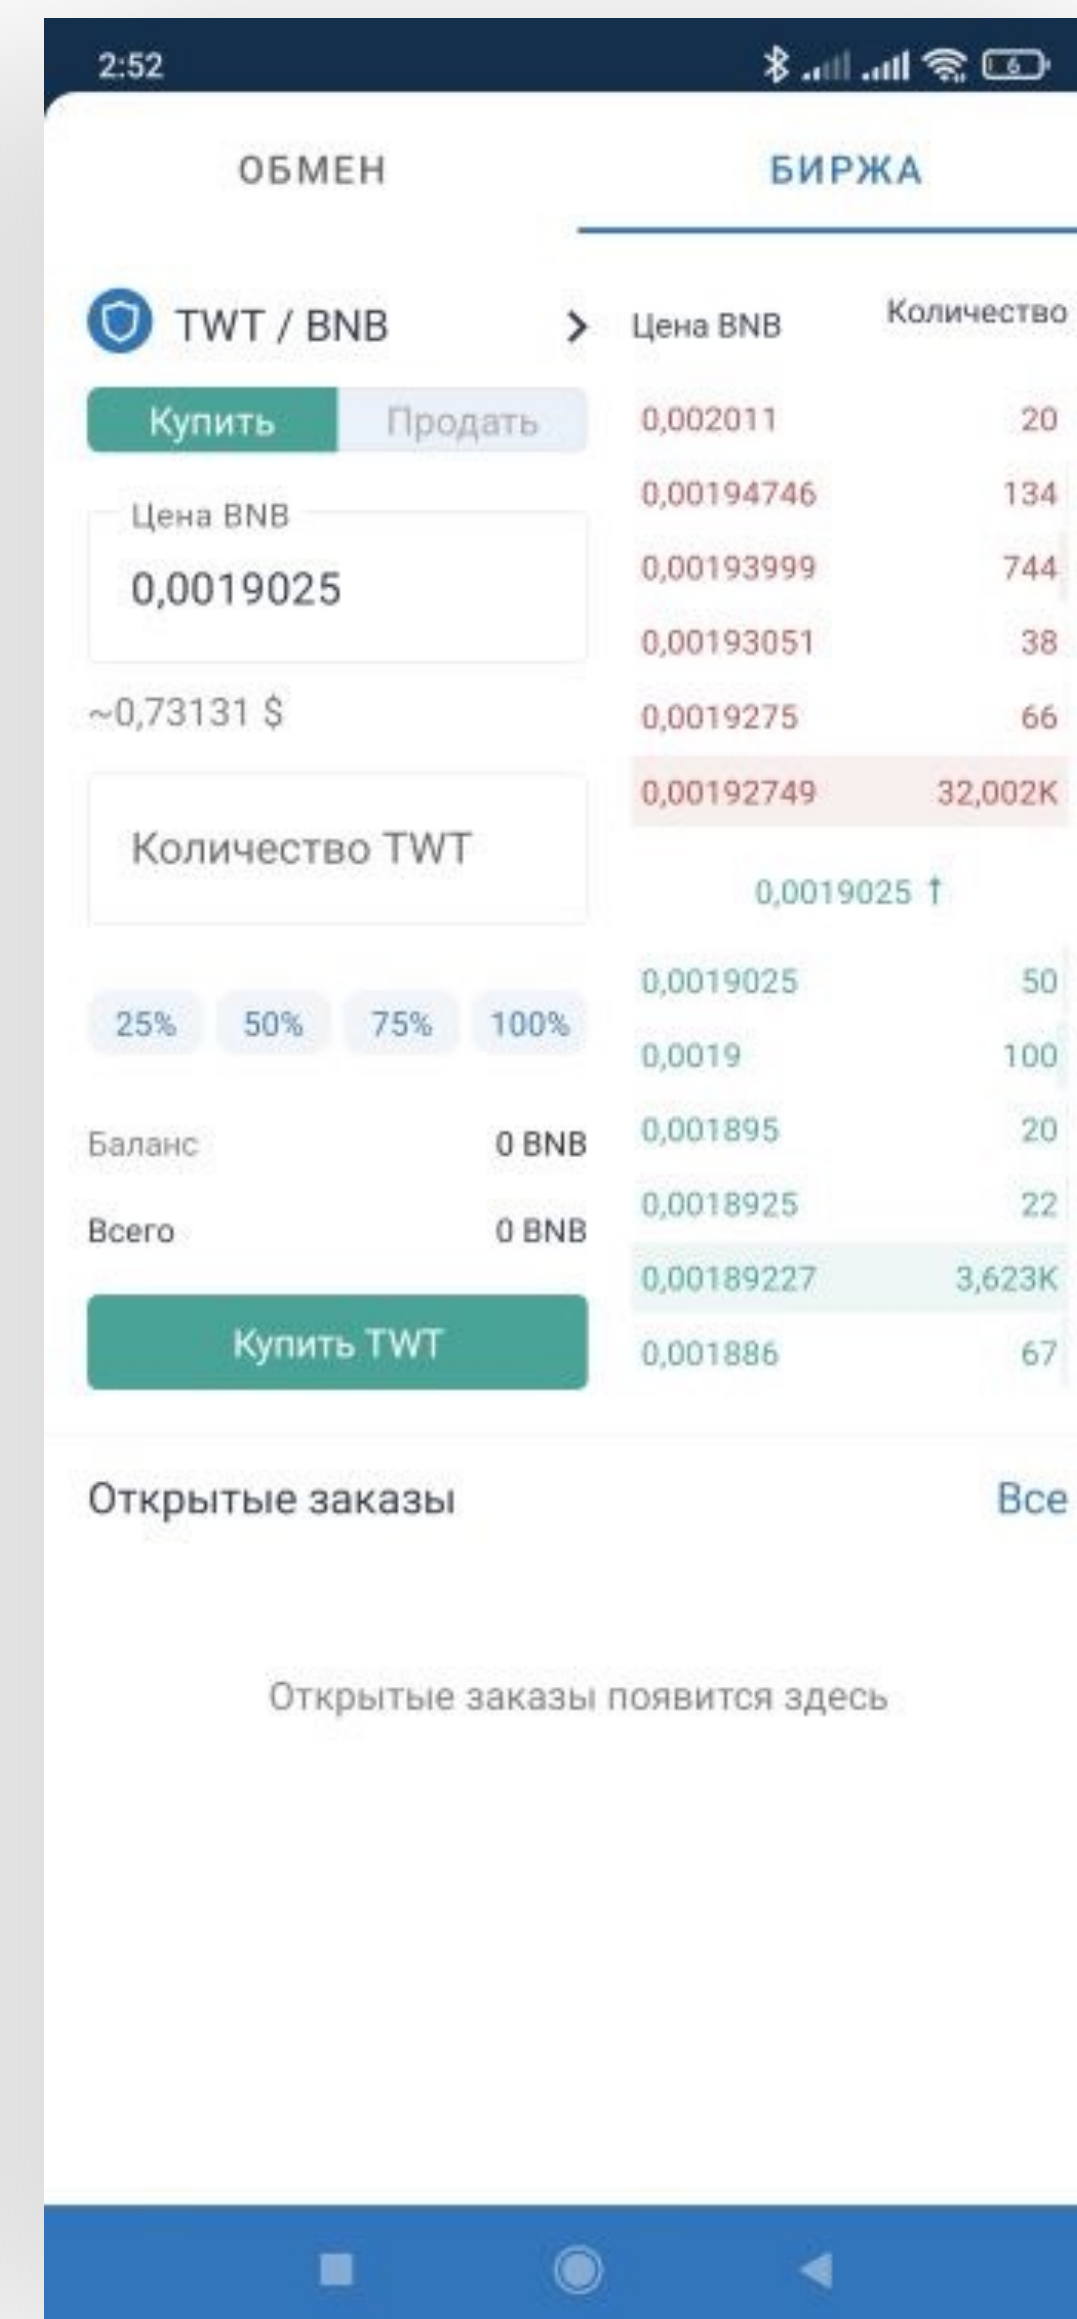 2:52
6
ОБМЕН
БИРЖА
TWT / BNB
Купить
Продать
Цена BNB
0,0019025
~0,73131 $
Количество TWT
25% 50% 75% 100%
Баланс 0 BNB
Всего 0 BNB
Купить TWT
Цена BNB Количество
0,002011 20
0,00194746 134
0,00193999 744
0,00193051 38
0,0019275 66
0,00192749 32,002K
0,0019025 ↑
0,0019025 50
0,0019 100
0,001895 20
0,0018925 22
0,00189227 3,623K
0,001886 67
Открытые заказы Все
Открытые заказы появится здесь